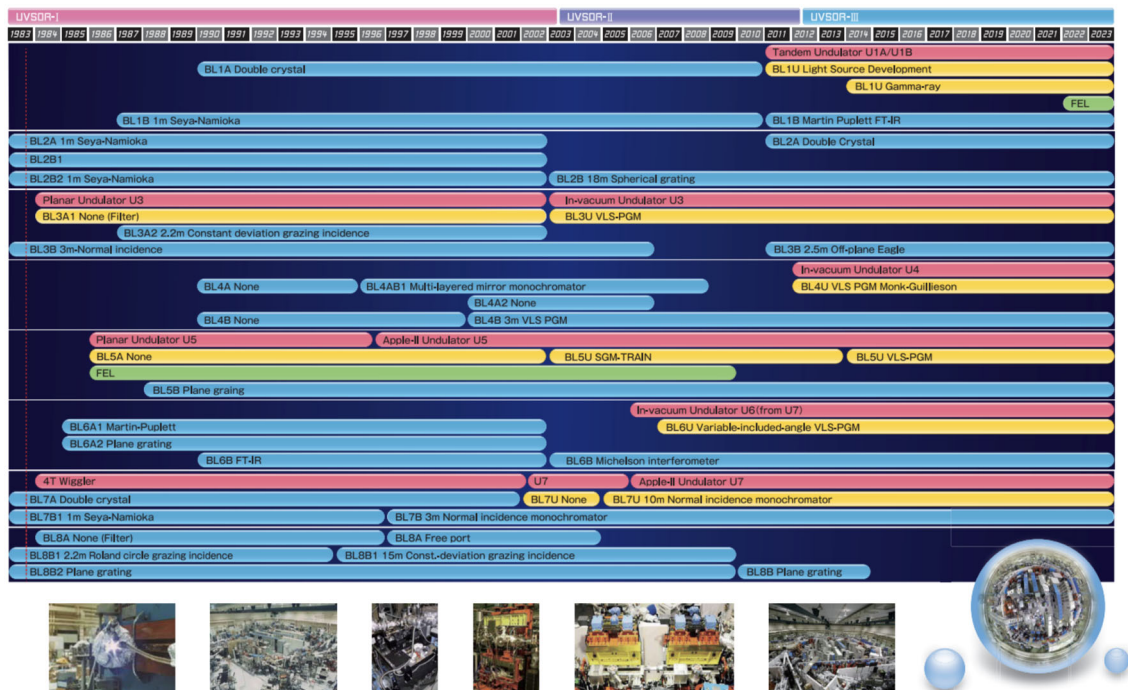 UVSOR-I UVSOR-II UVSOR-III
1983 1984 1985 1986 1987 1988 1989 1990 1991 1992 1993 1994 1995 1996 1997 1998 1999 2000 2001 2002 2003 2004 2005 2006 2007 2008 2009 2010 2011 2012 2013 2014 2015 2016 2017 2018 2019 2020 2021 2022 2023
Tandem Undulator U1A/U1B
BL1A Double crystal BL1U Light Source Development
BL1U Gamma-ray
FEL
BL1B 1m Seya-Namioka BL1B Martin Puplett FT-IR
BL2A 1m Seya-Namioka BL2A Double Crystal
BL2B1
BL2B2 1m Seya-Namioka BL2B 18m Spherical grating
Planar Undulator U3 In-vacuum Undulator U3
BL3A1 None (Filter) BL3U VLS-PGM
BL3A2 2.2m Constant deviation grazing incidence
BL3B 3m-Normal incidence BL3B 2.5m Off-plane Eagle
In-vacuum Undulator U4
BL4A None BL4AB1 Multi-layered mirror monochromator BL4U VLS PGM Monk-Guillieson
BL4A2 None
BL4B None BL4B 3m VLS PGM
Planar Undulator U5 Apple-II Undulator U5
BL5A None BL5U SGM-TRAIN BL5U VLS-PGM
FEL
BL5B Plane graing
In-vacuum Undulator U6(from U7)
BL6A1 Martin-Puplett BL6U Variable-included-angle VLS-PGM
BL6A2 Plane grating
BL6B FT-IR BL6B Michelson interferometer
4T Wiggler U7 Apple-II Undulator U7
BL7A Double crystal BL7U None BL7U 10m Normal incidence monochromator
BL7B1 1m Seya-Namioka BL7B 3m Normal incidence monochromator
BL8A None (Filter) BL8A Free port
BL8B1 2.2m Roland circle grazing incidence BL8B1 15m Const.-deviation grazing incidence
BL8B2 Plane grating BL8B Plane grating